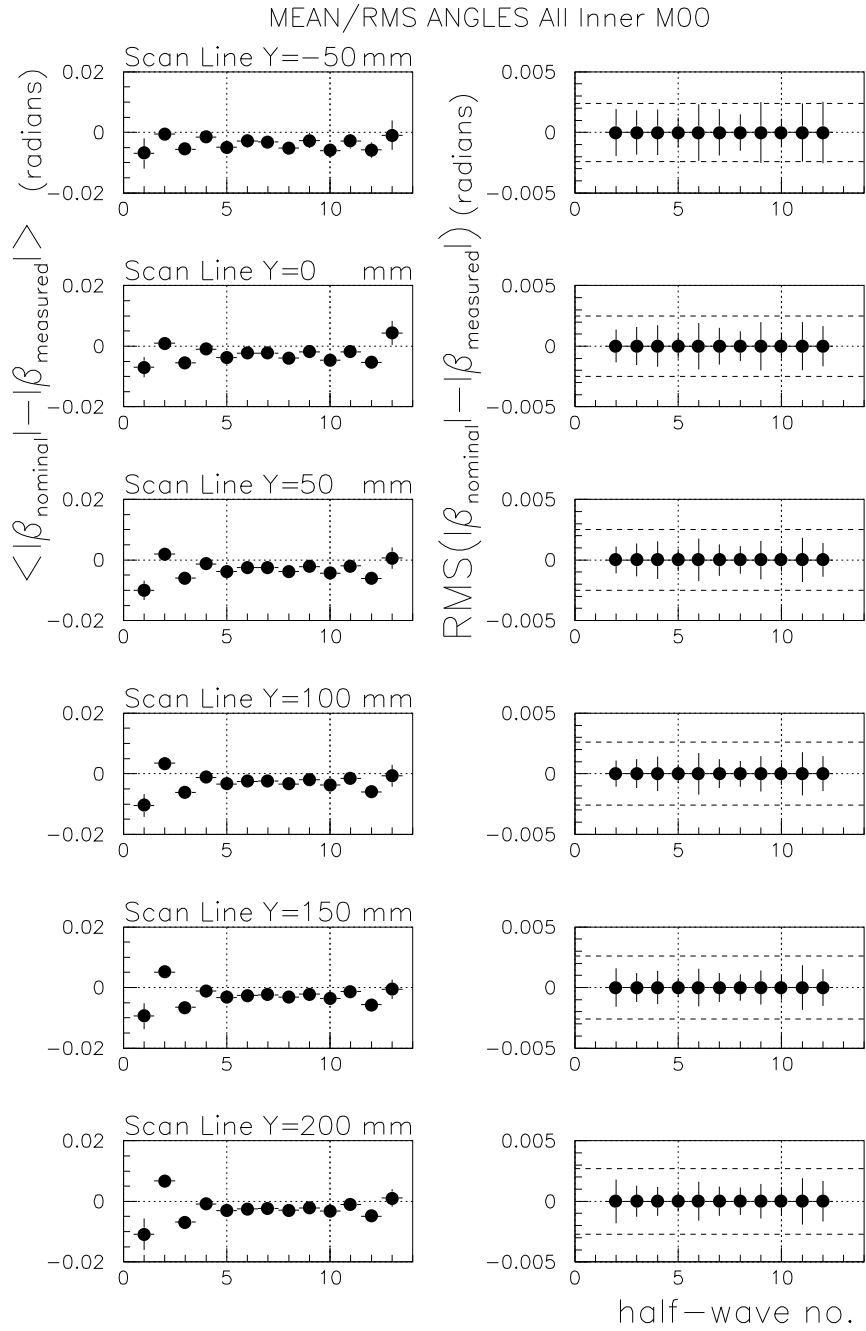 MEAN/RMS ANGLES All Inner M00
<|βnominal|−|βmeasured|> (radians)
RMS(|βnominal|−|βmeasured|) (radians)
Scan Line Y=−50 mm
0.02
0
−0.02
0 5 10
0.005
0
−0.005
0 5 10
Scan Line Y=0 mm
0.02
0
−0.02
0 5 10
0.005
0
−0.005
0 5 10
Scan Line Y=50 mm
0.02
0
−0.02
0 5 10
0.005
0
−0.005
0 5 10
Scan Line Y=100 mm
0.02
0
−0.02
0 5 10
0.005
0
−0.005
0 5 10
Scan Line Y=150 mm
0.02
0
−0.02
0 5 10
0.005
0
−0.005
0 5 10
Scan Line Y=200 mm
0.02
0
−0.02
0 5 10
0.005
0
−0.005
0 5 10
half−wave no.